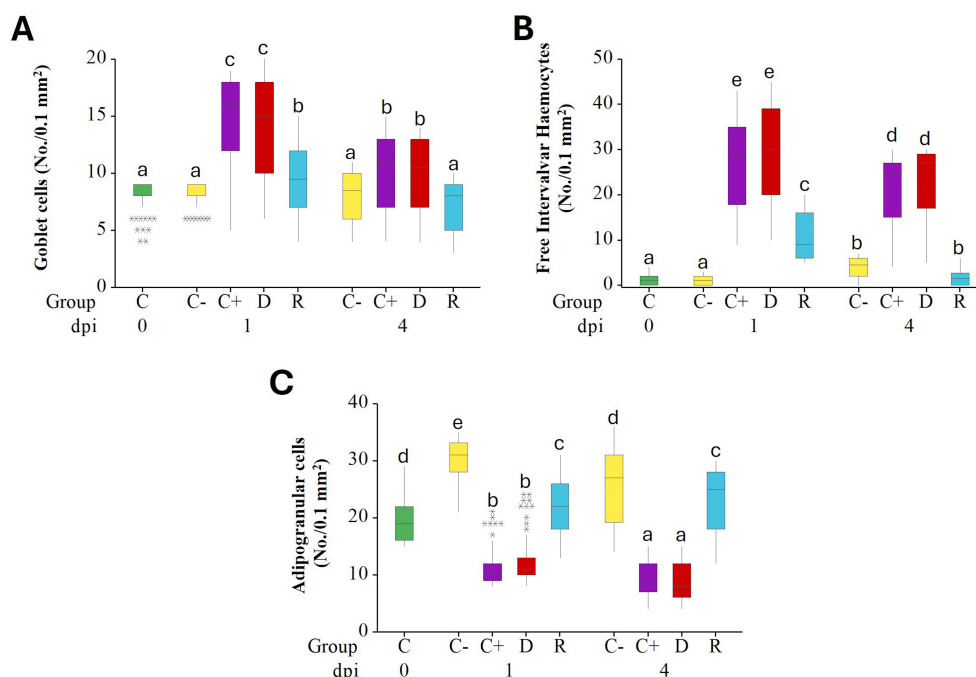 A
Goblet cells (No./0.1 mm²)
20
15
10
5
0
a
a
c
c
b
a
b
b
a
Group C C- C+ D R C- C+ D R
dpi 0 1 4
B
Free Intervalvar Haemocytes
(No./0.1 mm²)
50
40
30
20
10
0
a
a
e
e
c
b
d
d
b
Group C C- C+ D R C- C+ D R
dpi 0 1 4
C
Adipogranular cells
(No./0.1 mm²)
40
30
20
10
0
d
e
b
b
c
d
a
a
c
Group C C- C+ D R C- C+ D R
dpi 0 1 4